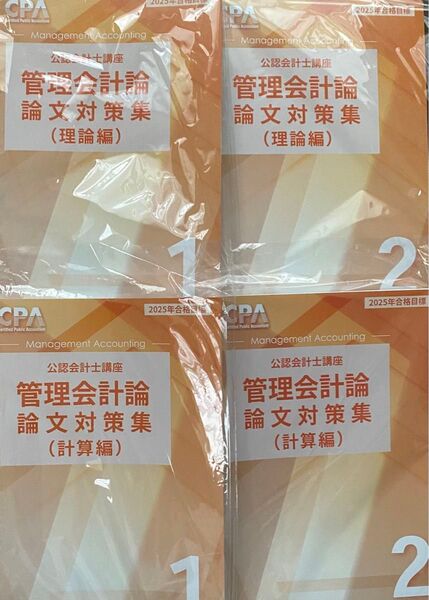 CPA
2025年合格目標
Management Accounting
公認会計士講座
管理会計論
論文対策集
(理論編)
1
2025年合格目標
Management Accounting
公認会計士講座
管理会計論
論文対策集
(理論編)
2
CPA
Certified Public Accountant
2025年合格目標
Management Accounting
公認会計士講座
管理会計論
論文対策集
(計算編)
1
CPA
Certified Public Accountant
2025年合格目標
Management Accounting
公認会計士講座
管理会計論
論文対策集
(計算編)
2